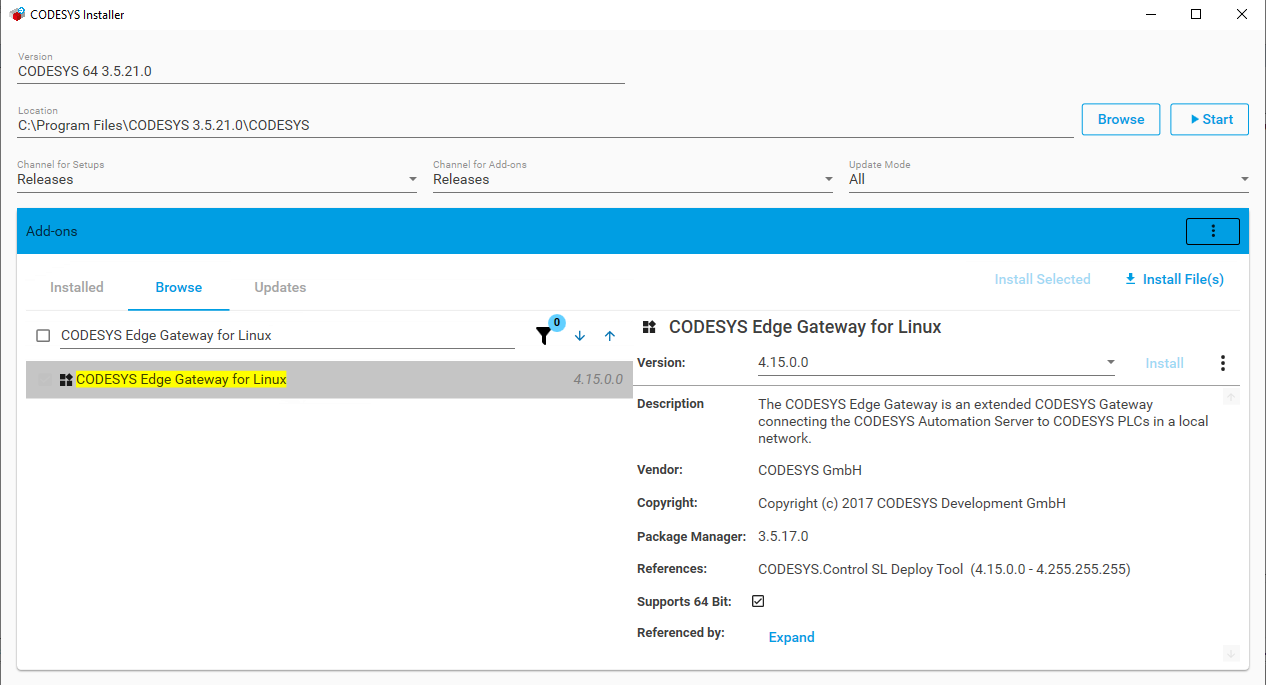 CODESYS Installer
Version
CODESYS 64 3.5.21.0
Location
C:\Program Files\CODESYS 3.5.21.0\CODESYS
Browse
Start
Channel for Setups
Releases
Channel for Add-ons
Releases
Update Mode
All
Add-ons
Installed
Browse
Updates
Install Selected
Install File(s)
CODESYS Edge Gateway for Linux
0
CODESYS Edge Gateway for Linux
4.15.0.0
CODESYS Edge Gateway for Linux
Version:
4.15.0.0
Install
Description
The CODESYS Edge Gateway is an extended CODESYS Gateway
connecting the CODESYS Automation Server to CODESYS PLCs in a local
network.
Vendor:
CODESYS GmbH
Copyright:
Copyright (c) 2017 CODESYS Development GmbH
Package Manager:
3.5.17.0
References:
CODESYS.Control SL Deploy Tool (4.15.0.0 - 4.255.255.255)
Supports 64 Bit:
Referenced by:
Expand